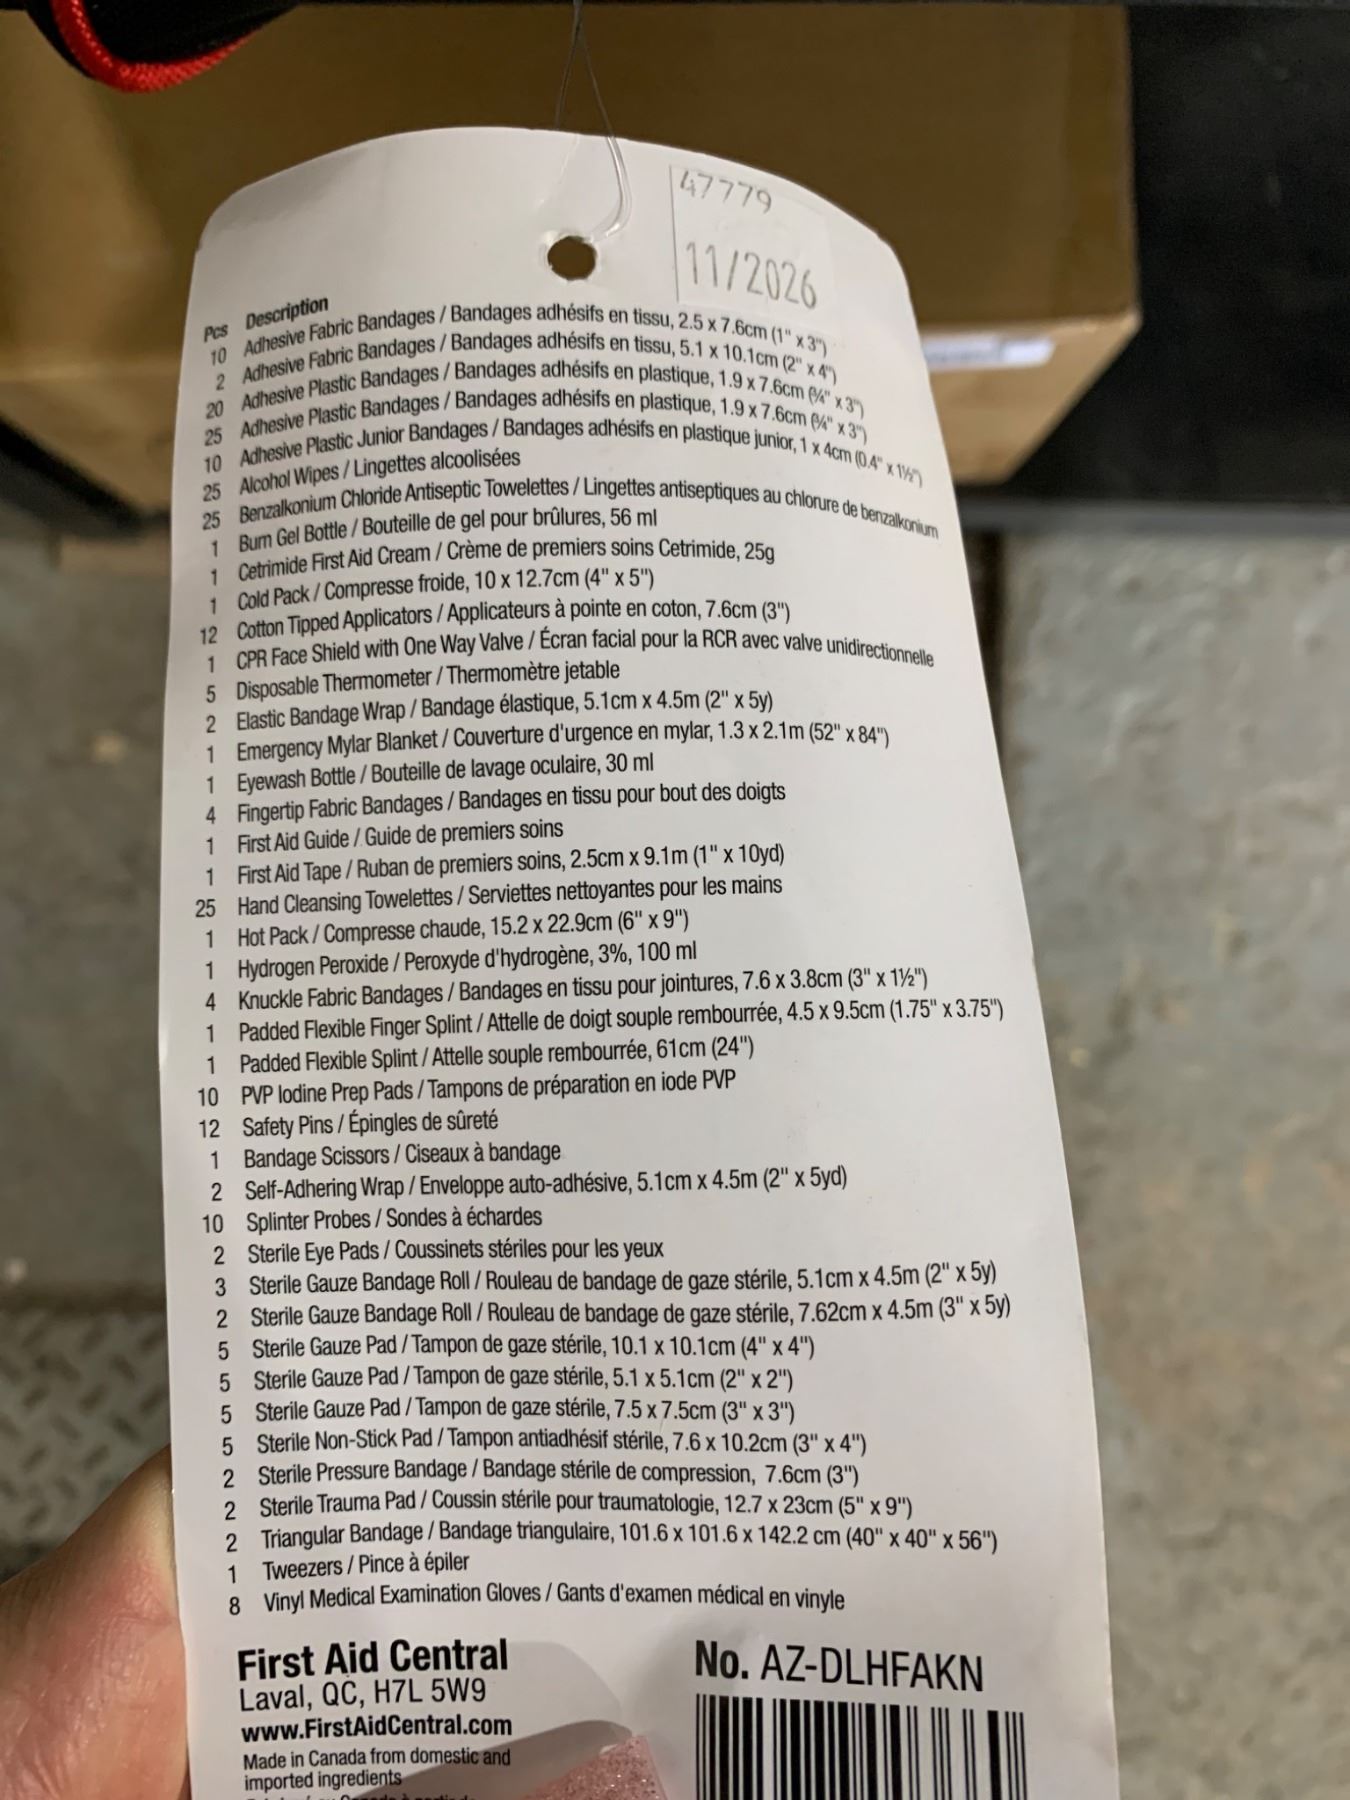 47779
11/2026
Pcs Description
10 Adhesive Fabric Bandages / Bandages adhésifs en tissu, 2.5 x 7.6cm (1" x 3")
2 Adhesive Fabric Bandages / Bandages adhésifs en tissu, 5.1 x 10.1cm (2" x 4")
20 Adhesive Plastic Bandages / Bandages adhésifs en plastique, 1.9 x 7.6cm (¾" x 3")
25 Adhesive Plastic Bandages / Bandages adhésifs en plastique, 1.9 x 7.6cm (¾" x 3")
10 Adhesive Plastic Junior Bandages / Bandages adhésifs en plastique junior, 1 x 4cm (0.4" x 1½")
25 Alcohol Wipes / Lingettes alcoolisées
25 Benzalkonium Chloride Antiseptic Towelettes / Lingettes antiseptiques au chlorure de benzalkonium
1 Burn Gel Bottle / Bouteille de gel pour brûlures, 56 ml
1 Cetrimide First Aid Cream / Crème de premiers soins Cetrimide, 25g
1 Cold Pack / Compresse froide, 10 x 12.7cm (4" x 5")
12 Cotton Tipped Applicators / Applicateurs à pointe en coton, 7.6cm (3")
1 CPR Face Shield with One Way Valve / Écran facial pour la RCR avec valve unidirectionnelle
5 Disposable Thermometer / Thermomètre jetable
2 Elastic Bandage Wrap / Bandage élastique, 5.1cm x 4.5m (2" x 5y)
1 Emergency Mylar Blanket / Couverture d'urgence en mylar, 1.3 x 2.1m (52" x 84")
1 Eyewash Bottle / Bouteille de lavage oculaire, 30 ml
4 Fingertip Fabric Bandages / Bandages en tissu pour bout des doigts
1 First Aid Guide / Guide de premiers soins
1 First Aid Tape / Ruban de premiers soins, 2.5cm x 9.1m (1" x 10yd)
25 Hand Cleansing Towelettes / Serviettes nettoyantes pour les mains
1 Hot Pack / Compresse chaude, 15.2 x 22.9cm (6" x 9")
1 Hydrogen Peroxide / Peroxyde d'hydrogène, 3%, 100 ml
4 Knuckle Fabric Bandages / Bandages en tissu pour jointures, 7.6 x 3.8cm (3" x 1½")
1 Padded Flexible Finger Splint / Attelle de doigt souple rembourrée, 4.5 x 9.5cm (1.75" x 3.75")
1 Padded Flexible Splint / Attelle souple rembourrée, 61cm (24")
10 PVP Iodine Prep Pads / Tampons de préparation en iode PVP
12 Safety Pins / Épingles de sûreté
1 Bandage Scissors / Ciseaux à bandage
2 Self-Adhering Wrap / Enveloppe auto-adhésive, 5.1cm x 4.5m (2" x 5yd)
10 Splinter Probes / Sondes à échardes
2 Sterile Eye Pads / Coussinets stériles pour les yeux
3 Sterile Gauze Bandage Roll / Rouleau de bandage de gaze stérile, 5.1cm x 4.5m (2" x 5y)
2 Sterile Gauze Bandage Roll / Rouleau de bandage de gaze stérile, 7.62cm x 4.5m (3" x 5y)
5 Sterile Gauze Pad / Tampon de gaze stérile, 10.1 x 10.1cm (4" x 4")
5 Sterile Gauze Pad / Tampon de gaze stérile, 5.1 x 5.1cm (2" x 2")
5 Sterile Gauze Pad / Tampon de gaze stérile, 7.5 x 7.5cm (3" x 3")
5 Sterile Non-Stick Pad / Tampon antiadhésif stérile, 7.6 x 10.2cm (3" x 4")
2 Sterile Pressure Bandage / Bandage stérile de compression, 7.6cm (3")
2 Sterile Trauma Pad / Coussin stérile pour traumatologie, 12.7 x 23cm (5" x 9")
2 Triangular Bandage / Bandage triangulaire, 101.6 x 101.6 x 142.2 cm (40" x 40" x 56")
1 Tweezers / Pince à épiler
8 Vinyl Medical Examination Gloves / Gants d'examen médical en vinyle
First Aid Central
Laval, QC, H7L 5W9
www.FirstAidCentral.com
Made in Canada from domestic and
imported ingredients
No. AZ-DLHFAKN